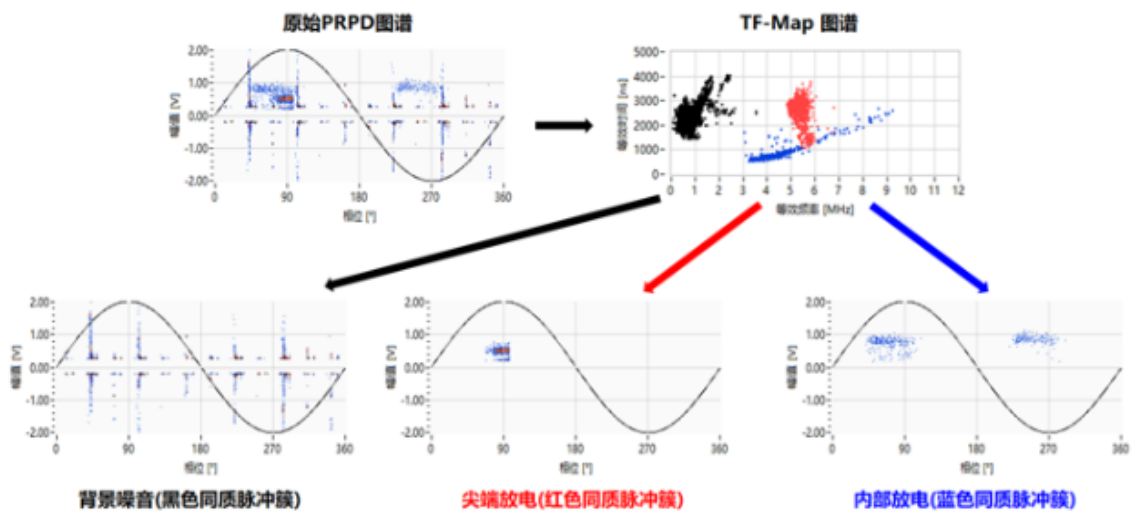 原始PRPD图谱
TF-Map 图谱
2.00
1.00
0.00
-1.00
-2.00
幅值 [V]
0 90 180 270 360
相位 [°]
5000
4000
3000
2000
1000
0
等效时间 [ns]
0 1 2 3 4 5 6 7 8 9 10 11 12
等效频率 [MHz]
2.00
1.00
0.00
-1.00
-2.00
幅值 [V]
0 90 180 270 360
相位 [°]
背景噪音(黑色同质脉冲簇)
2.00
1.00
0.00
-1.00
-2.00
幅值 [V]
0 90 180 270 360
相位 [°]
尖端放电(红色同质脉冲簇)
2.00
1.00
0.00
-1.00
-2.00
幅值 [V]
0 90 180 270 360
相位 [°]
内部放电(蓝色同质脉冲簇)